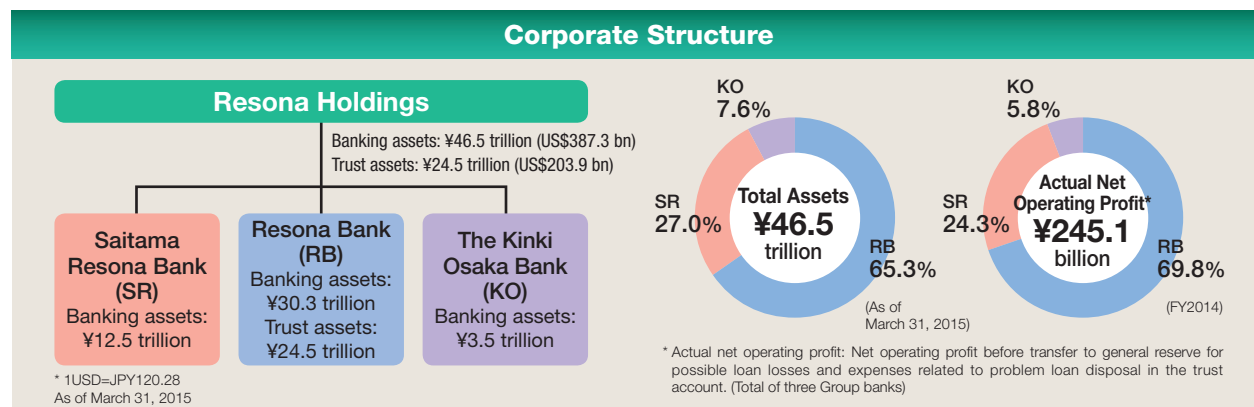 Corporate Structure
Resona Holdings
Banking assets: ¥46.5 trillion (US$387.3 bn)
Trust assets: ¥24.5 trillion (US$203.9 bn)
Saitama
Resona Bank
(SR)
Banking assets:
¥12.5 trillion
Resona Bank
(RB)
Banking assets:
¥30.3 trillion
Trust assets:
¥24.5 trillion
The Kinki
Osaka Bank
(KO)
Banking assets:
¥3.5 trillion
* 1USD=JPY120.28
As of March 31, 2015
KO
7.6%
SR
27.0%
Total Assets
¥46.5
trillion
RB
65.3%
(As of
March 31, 2015)
KO
5.8%
SR
24.3%
Actual Net
Operating Profit*
¥245.1
billion
RB
69.8%
(FY2014)
* Actual net operating profit: Net operating profit before transfer to general reserve for
possible loan losses and expenses related to problem loan disposal in the trust
account. (Total of three Group banks)